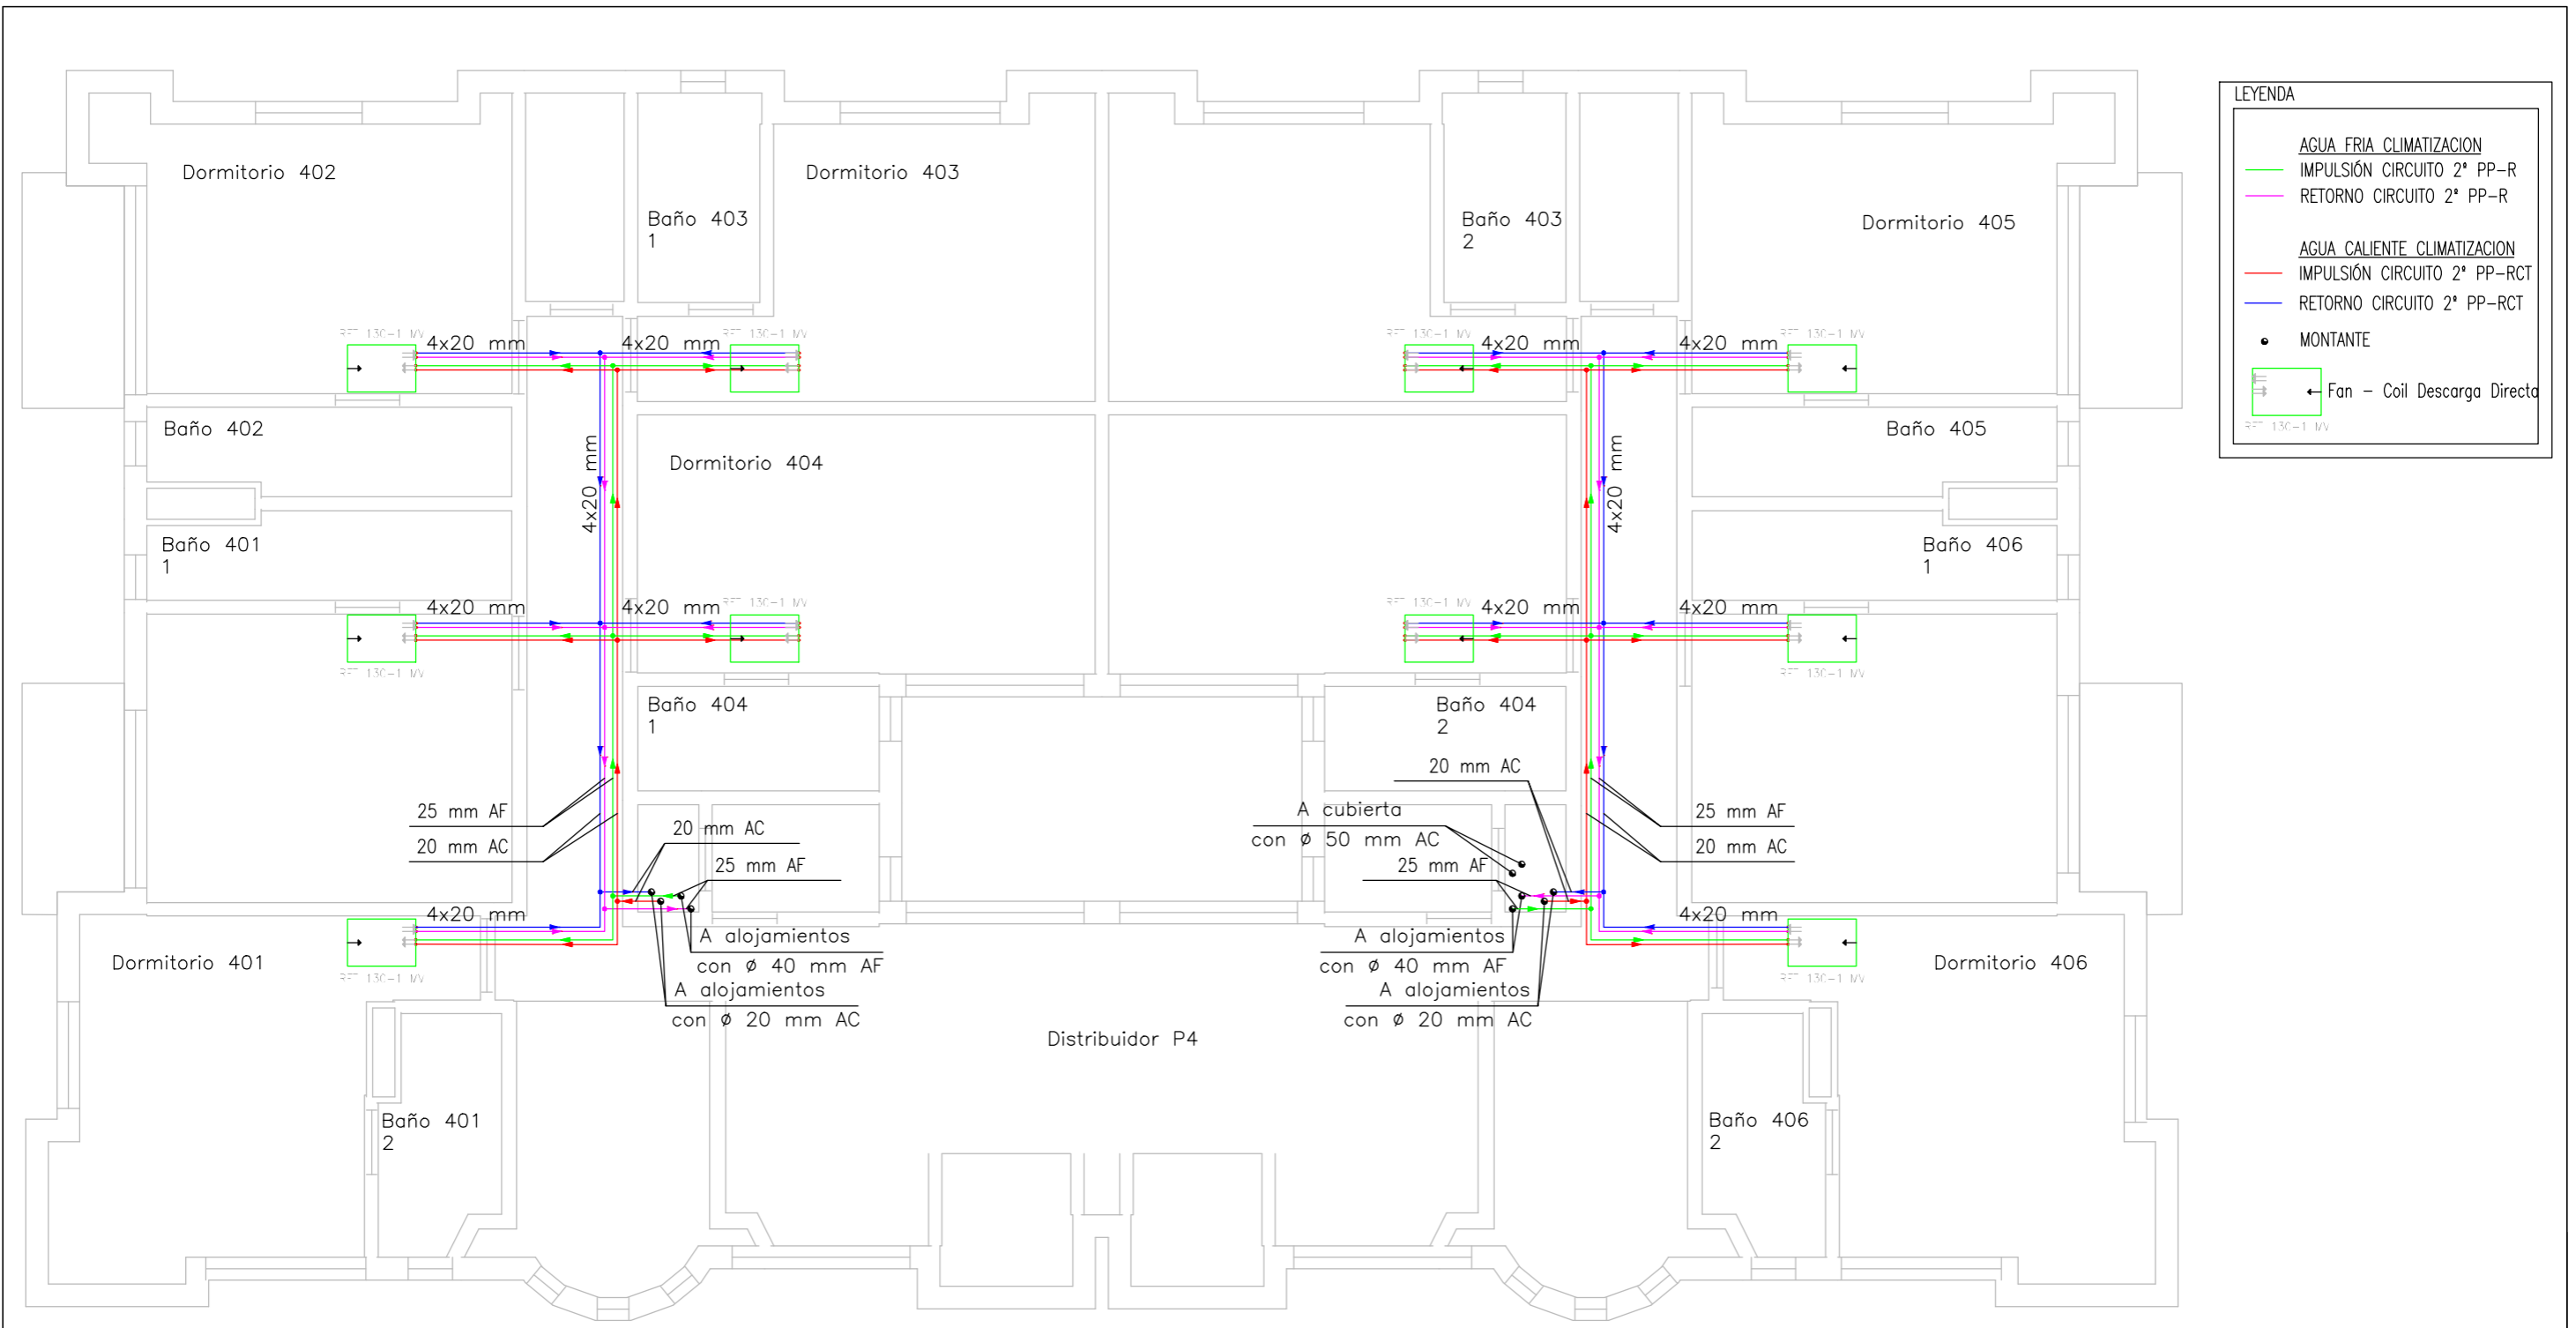 LEYENDA
AGUA FRIA CLIMATIZACION
IMPULSIÓN CIRCUITO 2ª PP-R
RETORNO CIRCUITO 2ª PP-R
AGUA CALIENTE CLIMATIZACION
IMPULSIÓN CIRCUITO 2ª PP-RCT
RETORNO CIRCUITO 2ª PP-RCT
MONTANTE
Fan - Coil Descarga Directa
Dormitorio 402
Dormitorio 403
Baño 403
1
Baño 403
2
Dormitorio 405
4x20 mm
4x20 mm
4x20 mm
4x20 mm
Baño 402
Dormitorio 404
4x20 mm
4x20 mm
Baño 405
Baño 401
1
Baño 406
1
4x20 mm
4x20 mm
4x20 mm
4x20 mm
Baño 404
1
Baño 404
2
20 mm AC
25 mm AF
20 mm AC
20 mm AC
25 mm AF
A cubierta
con ø 50 mm AC
25 mm AF
25 mm AF
20 mm AC
4x20 mm
4x20 mm
A alojamientos
con ø 40 mm AF
A alojamientos
con ø 20 mm AC
A alojamientos
con ø 40 mm AF
A alojamientos
con ø 20 mm AC
Dormitorio 401
Dormitorio 406
Distribuidor P4
Baño 401
2
Baño 406
2